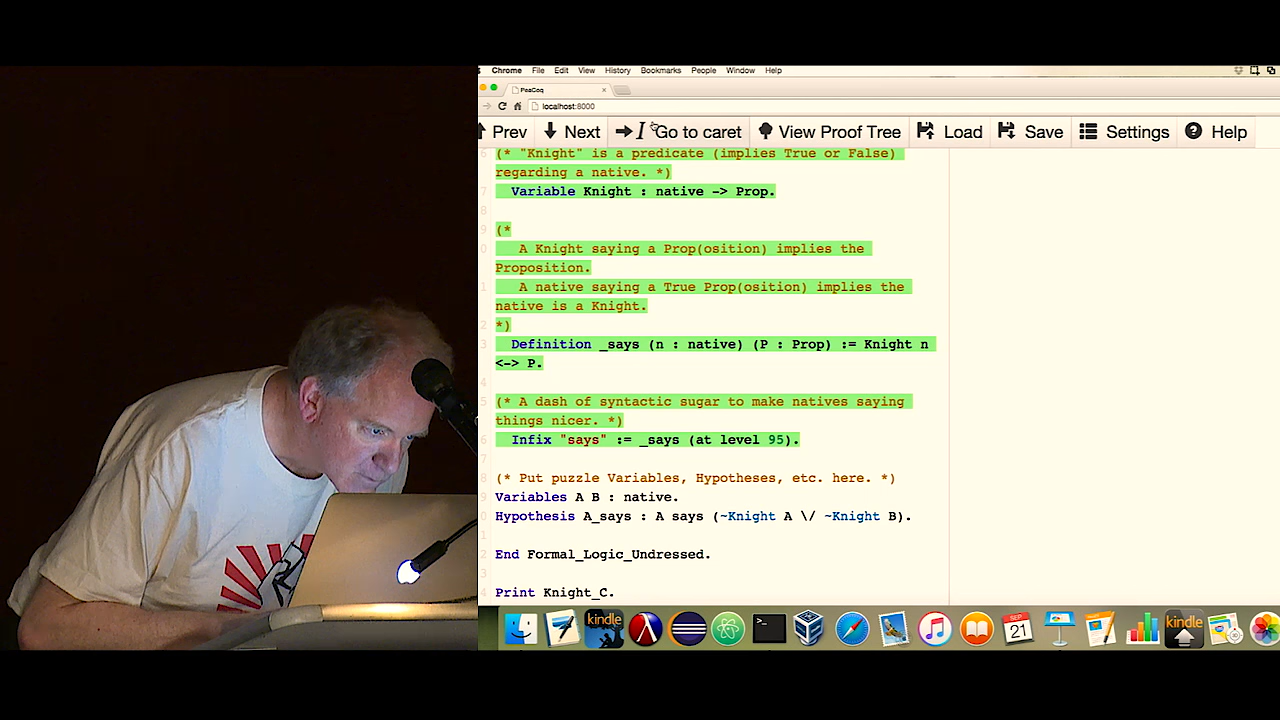 Chrome File Edit View History Bookmarks People Window Help
PeaCoq
localhost:8000
Prev Next Go to caret View Proof Tree Load Save Settings Help
(* "Knight" is a predicate (implies True or False)
regarding a native. *)
Variable Knight : native -> Prop.
(*
A Knight saying a Prop(osition) implies the
Proposition.
A native saying a True Prop(osition) implies the
native is a Knight.
*)
Definition _says (n : native) (P : Prop) := Knight n
<-> P.
(* A dash of syntactic sugar to make natives saying
things nicer. *)
Infix "says" := _says (at level 95).
(* Put puzzle Variables, Hypotheses, etc. here. *)
Variables A B : native.
Hypothesis A_says : A says (~Knight A \/ ~Knight B).
End Formal_Logic_Undressed.
Print Knight_C.
kindle
SEP
21
kindle